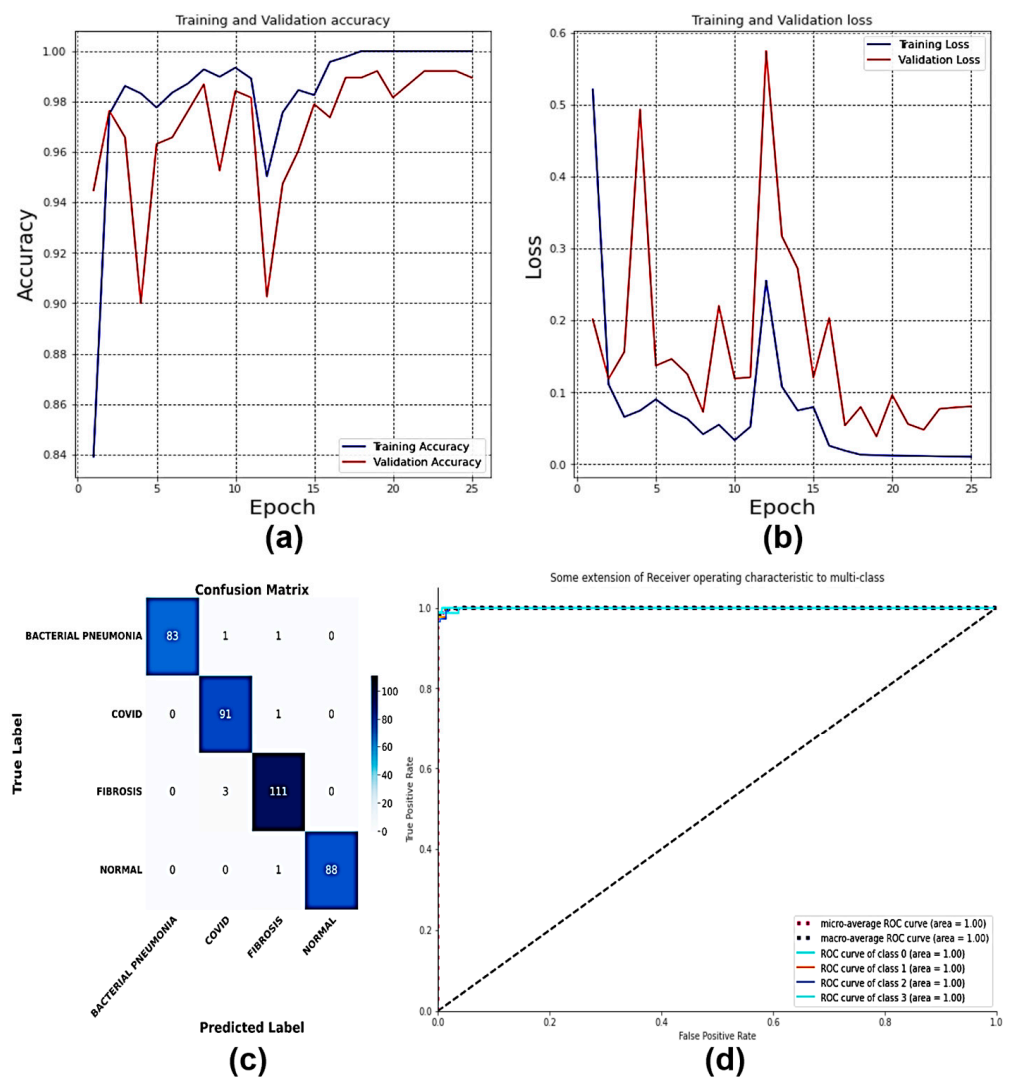 Training and Validation accuracy
1.00
0.98
0.96
0.94
0.92
0.90
0.88
0.86
0.84
Accuracy
Training Accuracy
Validation Accuracy
0 5 10 15 20 25
Epoch
(a)
Training and Validation loss
0.6
0.5
0.4
0.3
0.2
0.1
0.0
Loss
Training Loss
Validation Loss
0 5 10 15 20 25
Epoch
(b)
Confusion Matrix
True Label
BACTERIAL PNEUMONIA 83 1 1 0
COVID 0 91 1 0
FIBROSIS 0 3 111 0
NORMAL 0 0 1 88
BACTERIAL PNEUMONIA
COVID
FIBROSIS
NORMAL
Predicted Label
100
80
60
40
20
0
(c)
Some extension of Receiver operating characteristic to multi-class
1.0
0.8
0.6
0.4
0.2
0.0
True Positive Rate
micro-average ROC curve (area = 1.00)
macro-average ROC curve (area = 1.00)
ROC curve of class 0 (area = 1.00)
ROC curve of class 1 (area = 1.00)
ROC curve of class 2 (area = 1.00)
ROC curve of class 3 (area = 1.00)
0.0 0.2 0.4 0.6 0.8 1.0
False Positive Rate
(d)